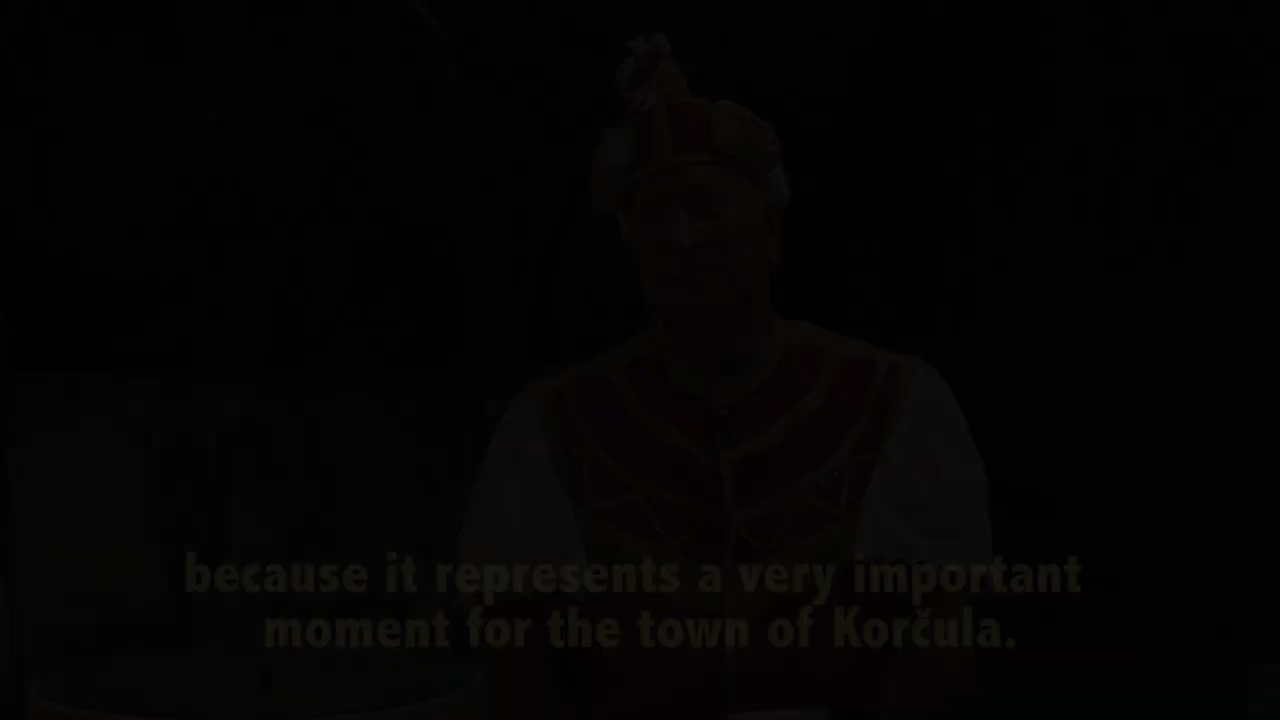 because it represents a very important
moment for the town of Korčula.